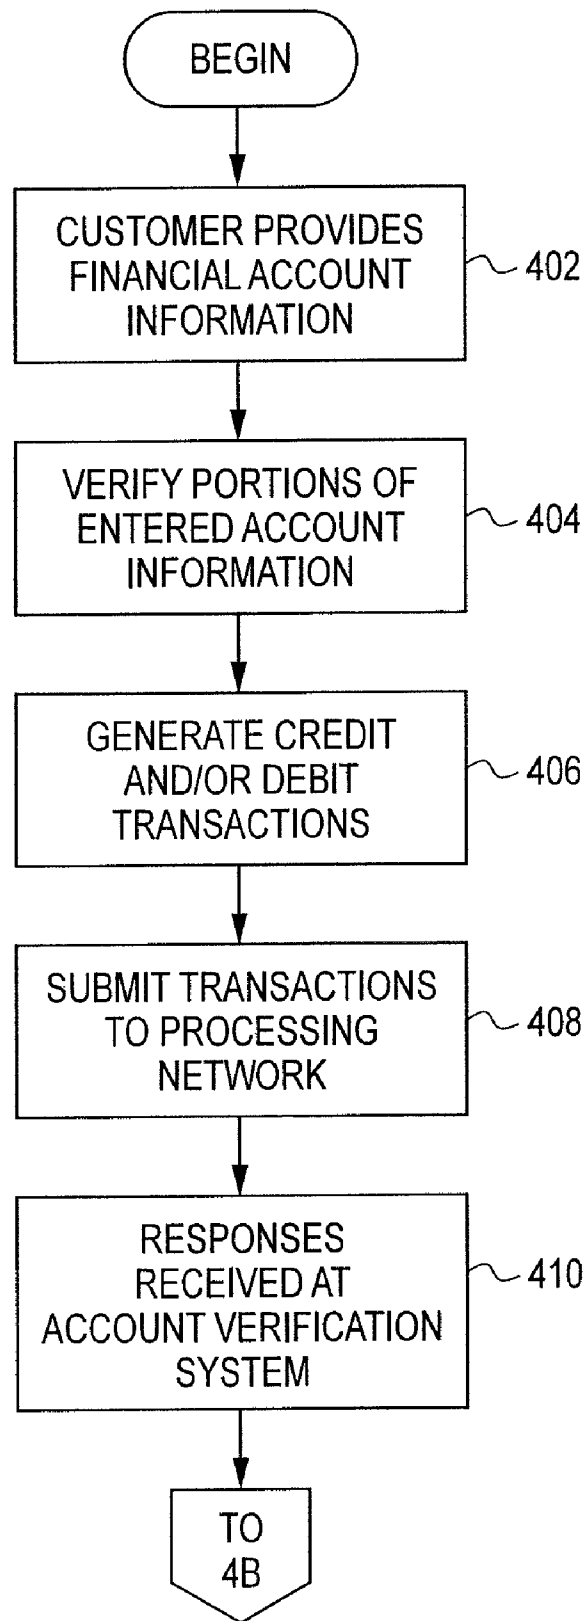 BEGIN
CUSTOMER PROVIDES
FINANCIAL ACCOUNT
INFORMATION
402
VERIFY PORTIONS OF
ENTERED ACCOUNT
INFORMATION
404
GENERATE CREDIT
AND/OR DEBIT
TRANSACTIONS
406
SUBMIT TRANSACTIONS
TO PROCESSING
NETWORK
408
RESPONSES
RECEIVED AT
ACCOUNT VERIFICATION
SYSTEM
410
TO
4B